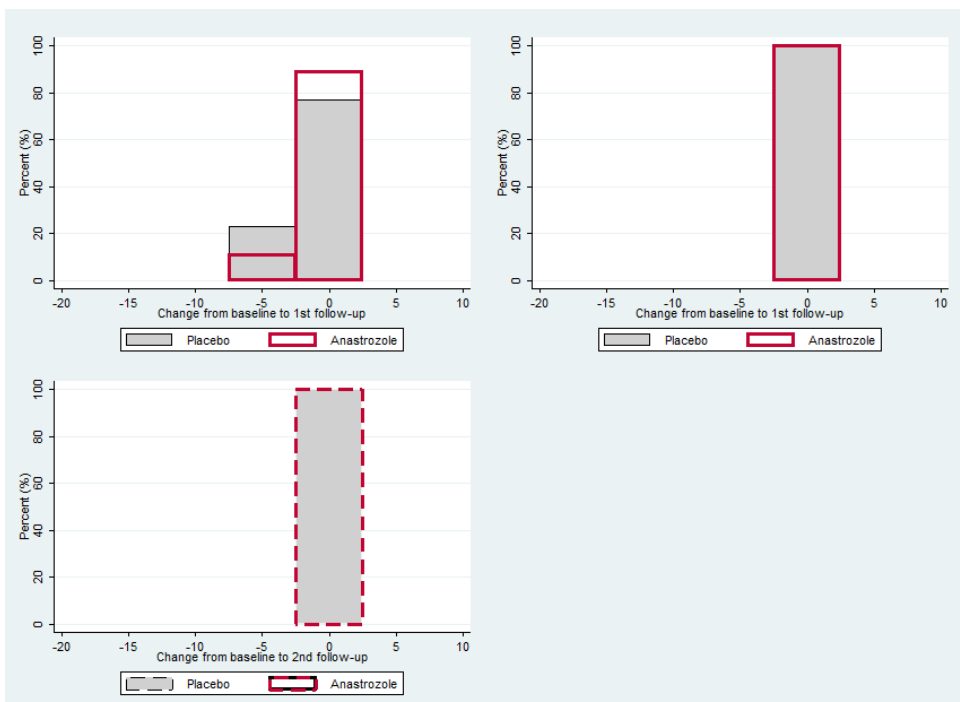 Percent (%)
100
80
60
40
20
0
-20 -15 -10 -5 0 5 10
Change from baseline to 1st follow-up
Placebo Anastrozole
Percent (%)
100
80
60
40
20
0
-20 -15 -10 -5 0 5 10
Change from baseline to 1st follow-up
Placebo Anastrozole
Percent (%)
100
80
60
40
20
0
-20 -15 -10 -5 0 5 10
Change from baseline to 2nd follow-up
Placebo Anastrozole